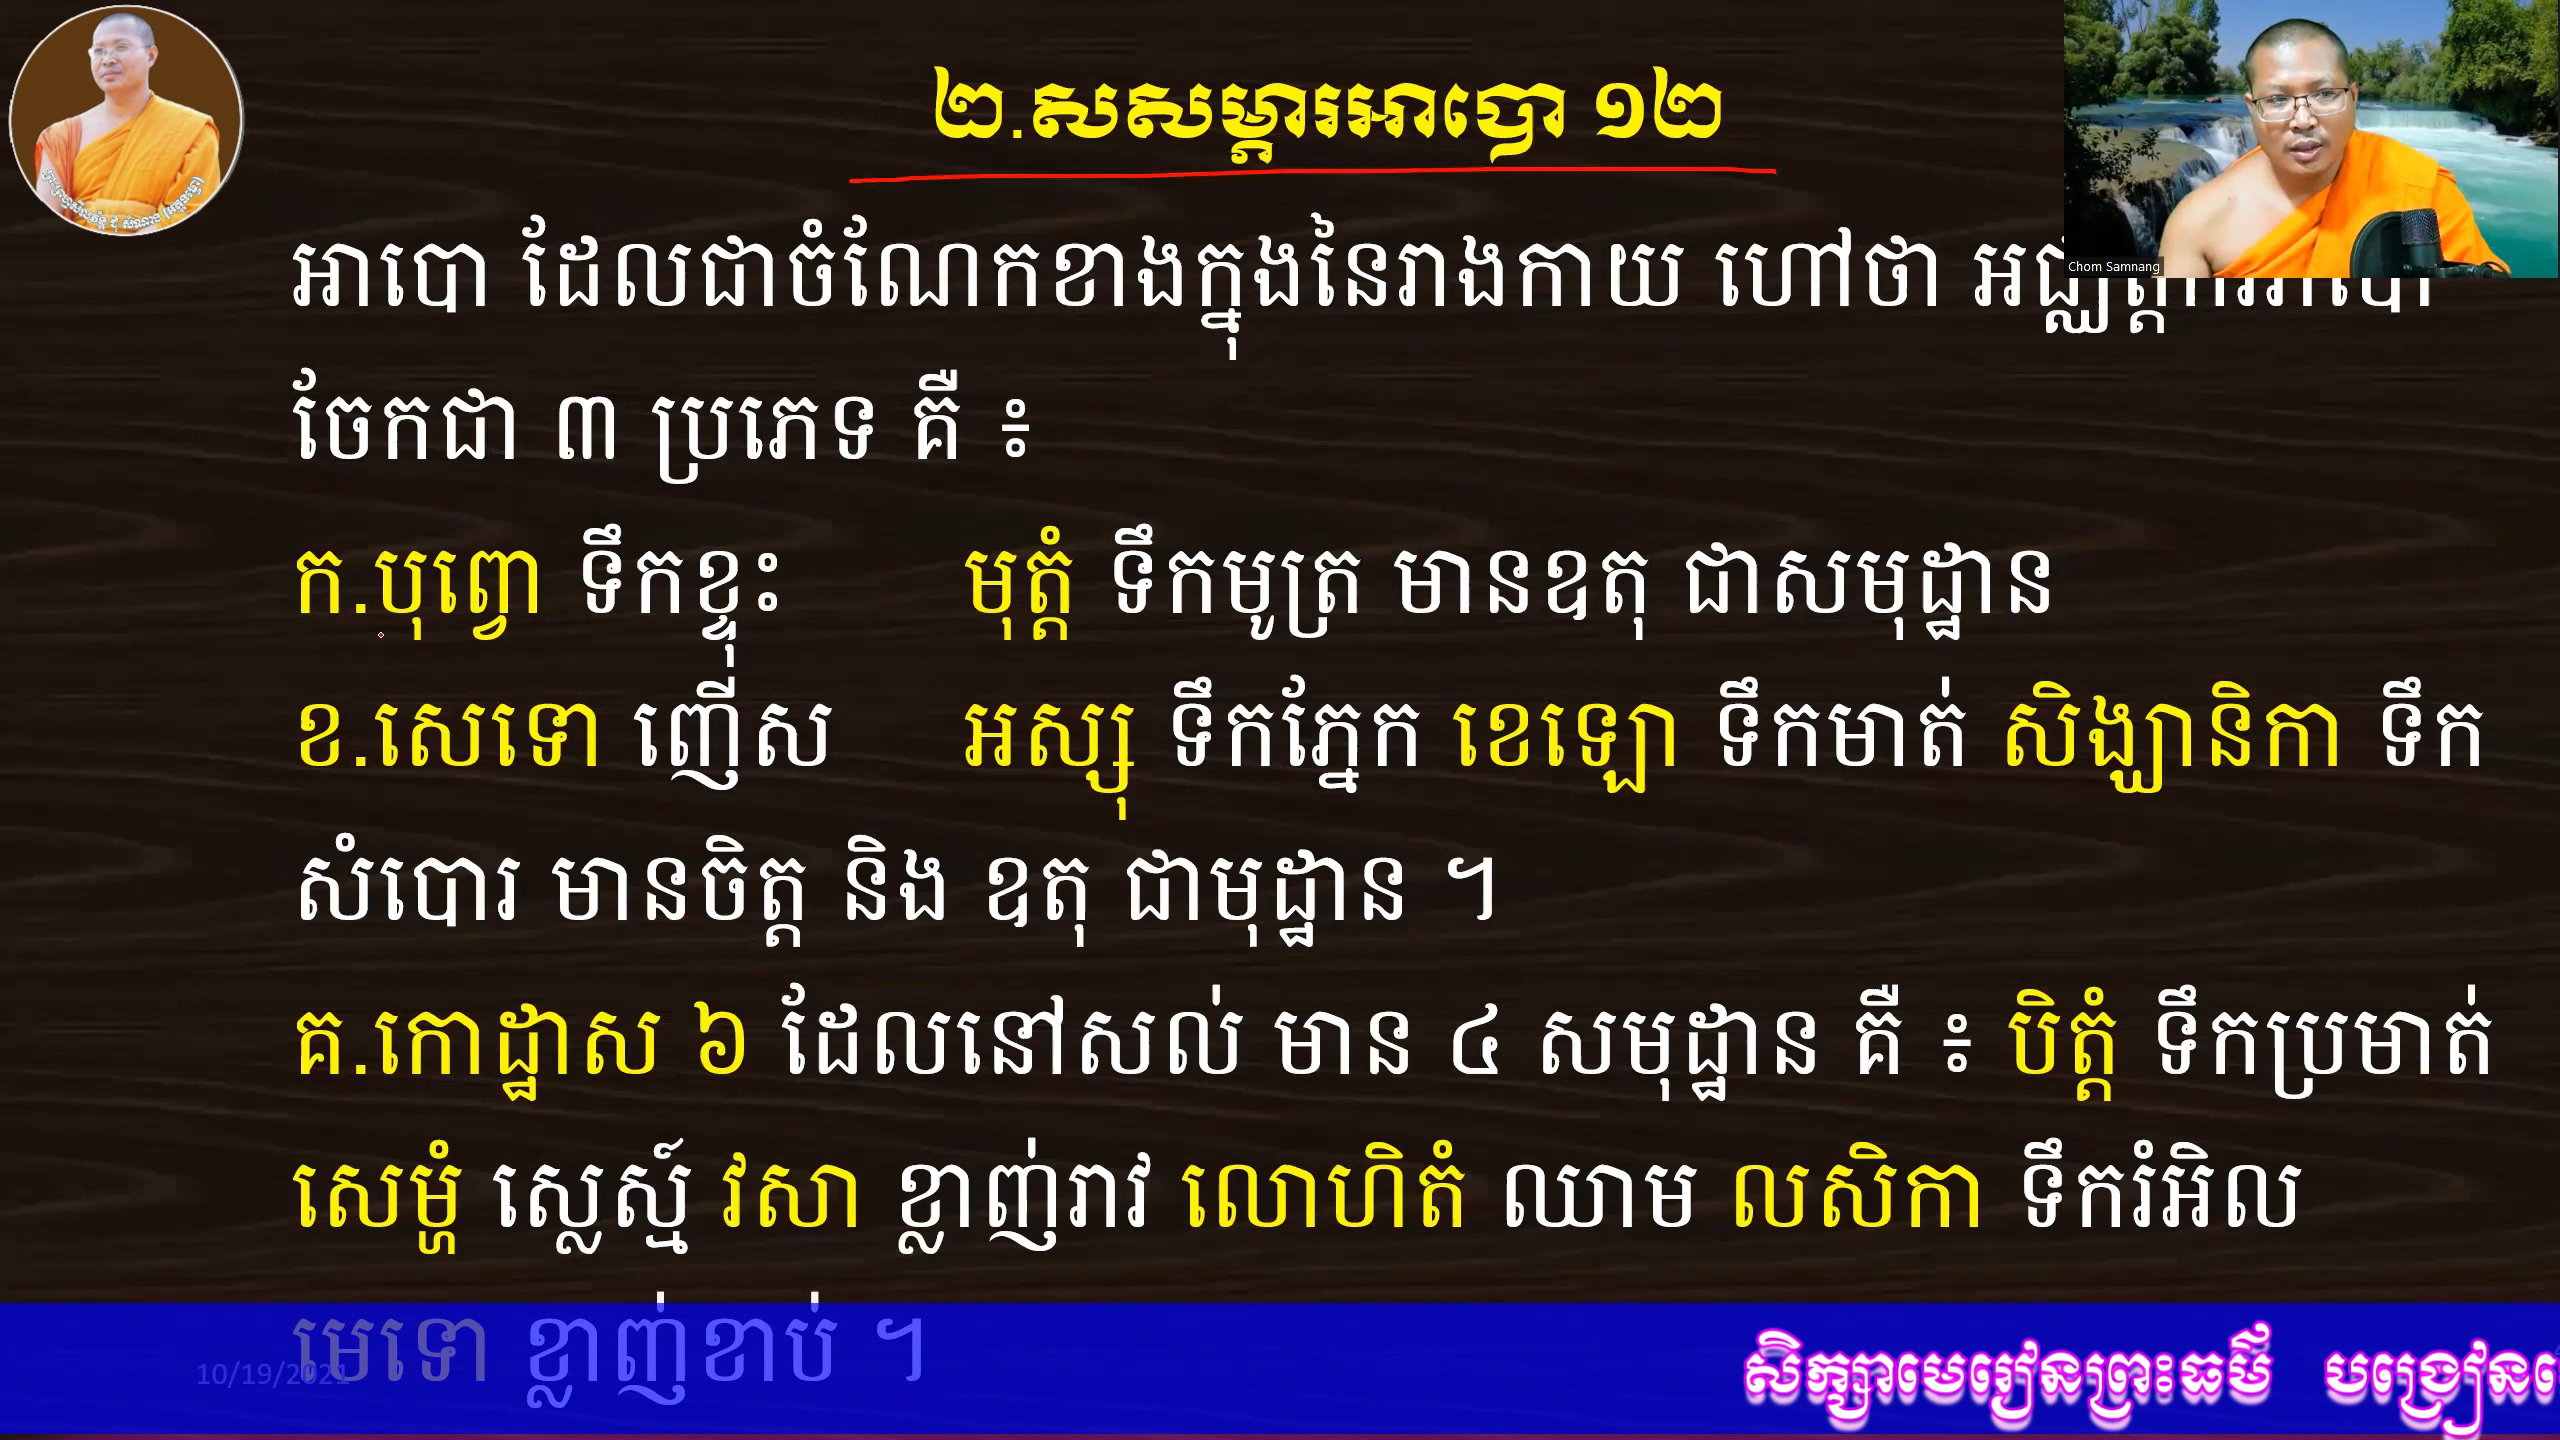 ២.សសម្ភារអាបោ ១២
Chom Samnang
អាបោ ដែលជាចំណែកខាងក្នុងនៃរាងកាយ ហៅថា
ចែកជា ៣ ប្រភេទ គឺ ៖
ក.បុព្វោ ទឹកខ្ទុះ មុត្តំ ទឹកមូត្រ មានឧតុ ជាសមុដ្ឋាន
ខ.សេទោ ញើស អស្សុ ទឹកភ្នែក ខេឡោ ទឹកមាត់ សិង្ឃានិកា ទឹក
សំបោរ មានចិត្ត និង ឧតុ ជាមុដ្ឋាន ។
គ.កោដ្ឋាស ៦ ដែលនៅសល់ មាន ៤ សមុដ្ឋាន គឺ ៖ បិត្តំ ទឹកប្រមាត់
សេម្ហំ ស្លេស្ម៍ វសា ខ្លាញ់រាវ លោហិតំ ឈាម លសិកា ទឹករំអិល
មេទោ ខ្លាញ់ខាប់ ។
10/19/2021
សិក្សាមេរៀនព្រះធម៌ បង្រៀន